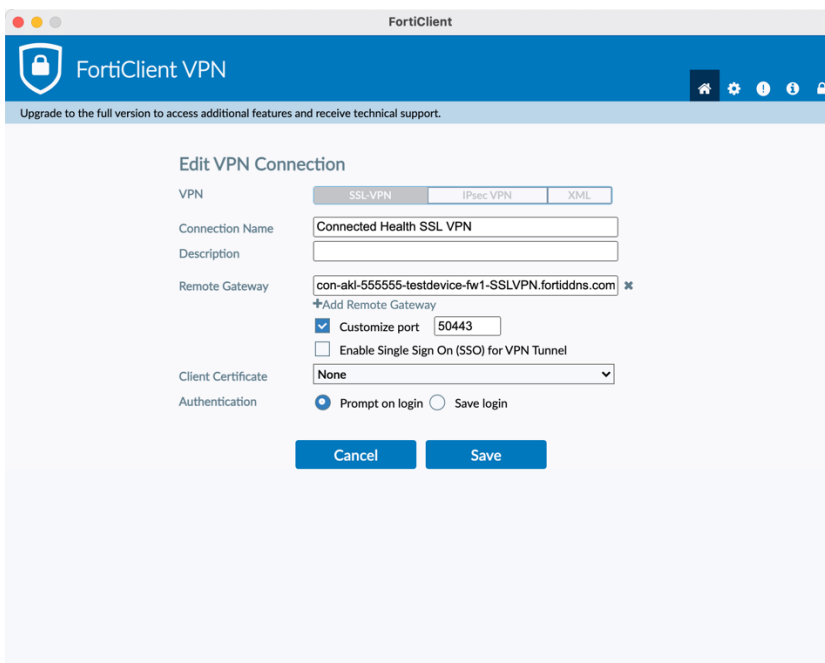 FortiClient
FortiClient VPN
Upgrade to the full version to access additional features and receive technical support.
Edit VPN Connection
VPN SSL-VPN IPsec VPN XML
Connection Name Connected Health SSL VPN
Description
Remote Gateway con-akl-555555-testdevice-fw1-SSLVPN.fortiddns.com
+Add Remote Gateway
Customize port 50443
Enable Single Sign On (SSO) for VPN Tunnel
Client Certificate None
Authentication Prompt on login Save login
Cancel Save